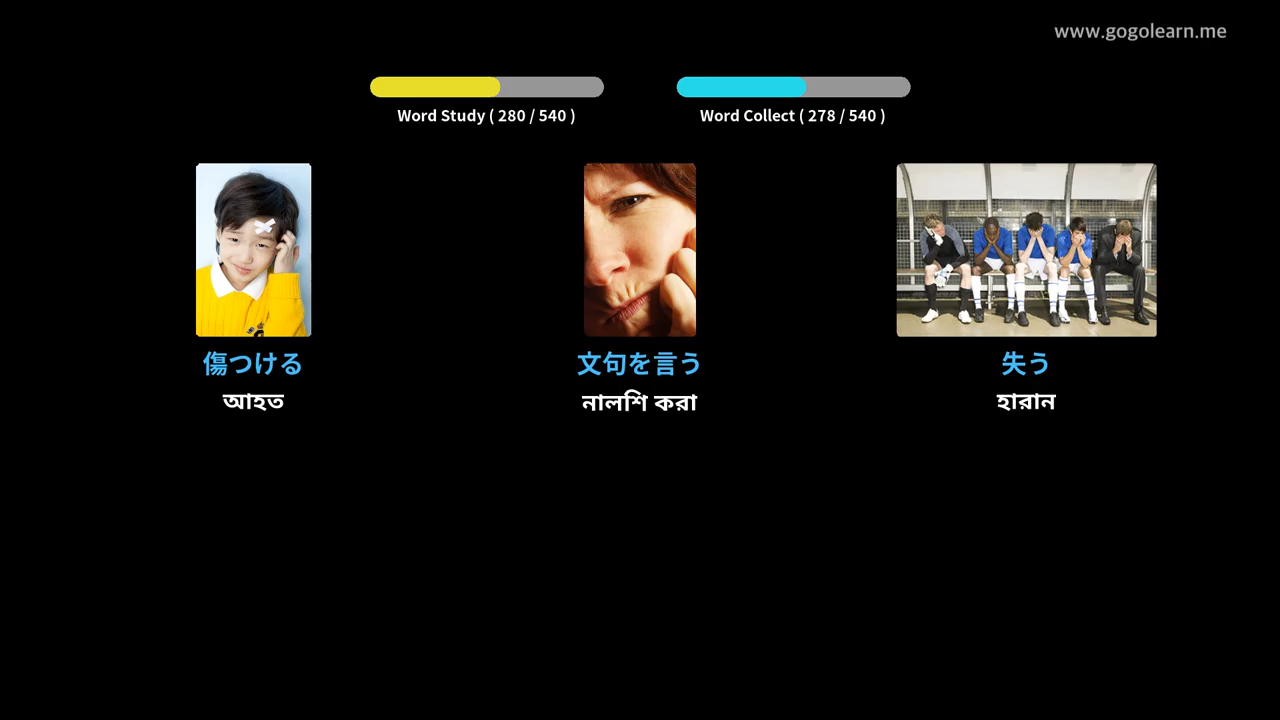 www.gogolearn.me
Word Study ( 280 / 540 )
Word Collect ( 278 / 540 )
傷つける
文句を言う
失う
আহত
নালিশ করা
হারান